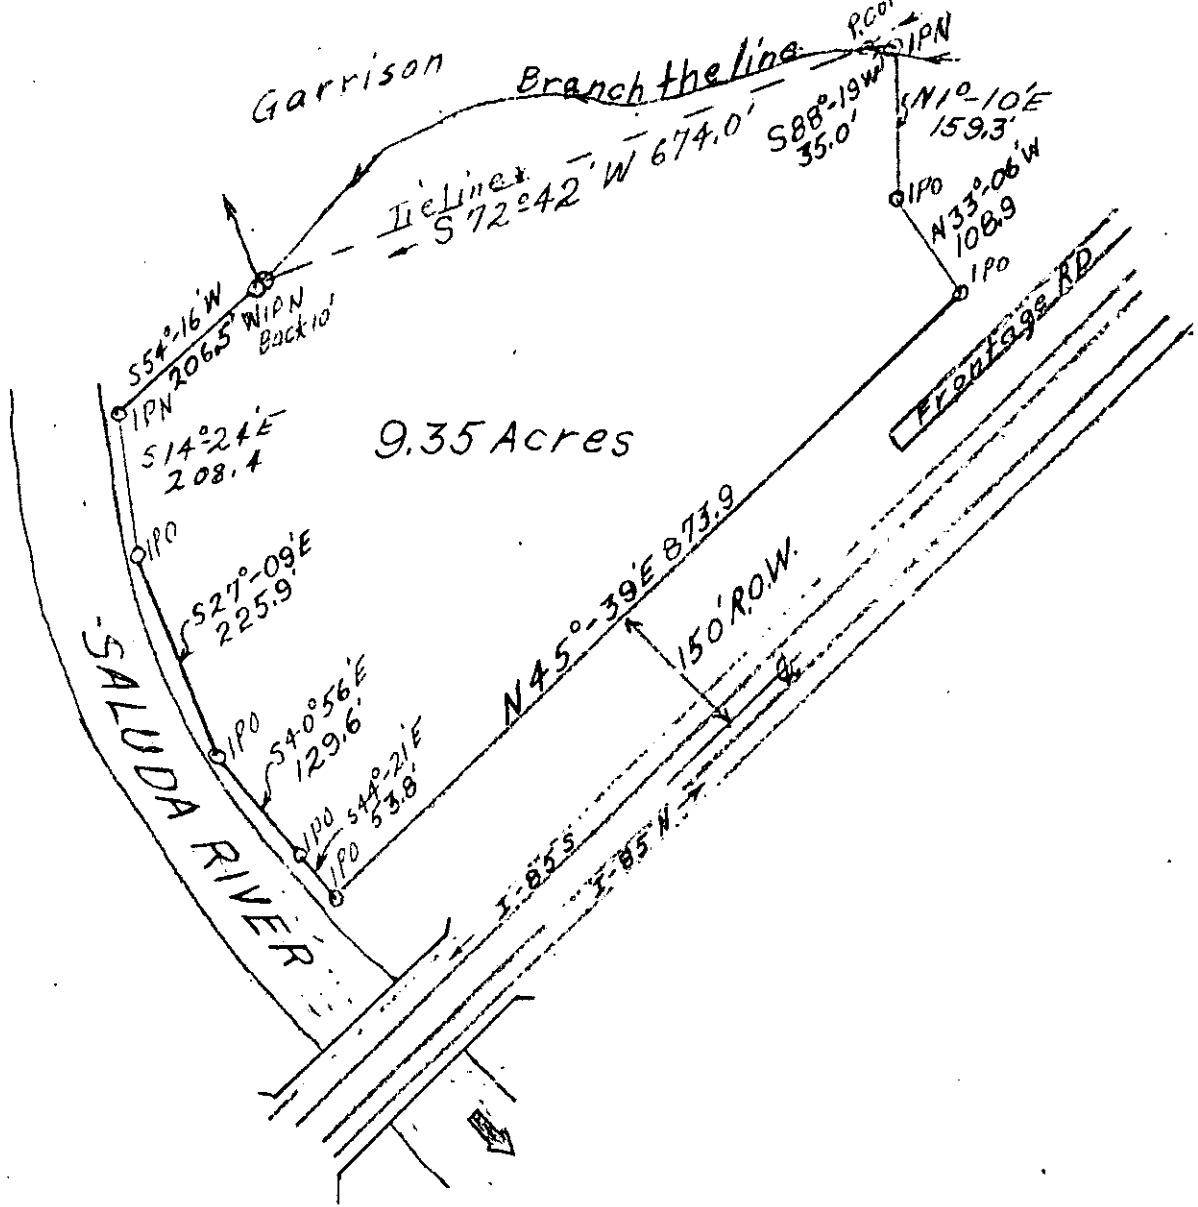 Garrison
Branch the line
P.CO
IPN
S88°-19'W
35.0'
N1°-10'E
159.3'
IPO
N33°-06'W
108.9
IPO
Tie Line
S 72°42' W 674.0'
Frontage RD
S54°-16'W
206.5'
IPN
Back 10'
IPN
S14°-24'E
208.4
9.35 Acres
IPO
S27°-09'E
225.9'
N 45°-39'E 873.9
150' R.O.W.
IPO
S40°56'E
129.6'
IPO
S44°-21'E
53.8'
IPO
SALUDA RIVER
I-85 S
I-85 N